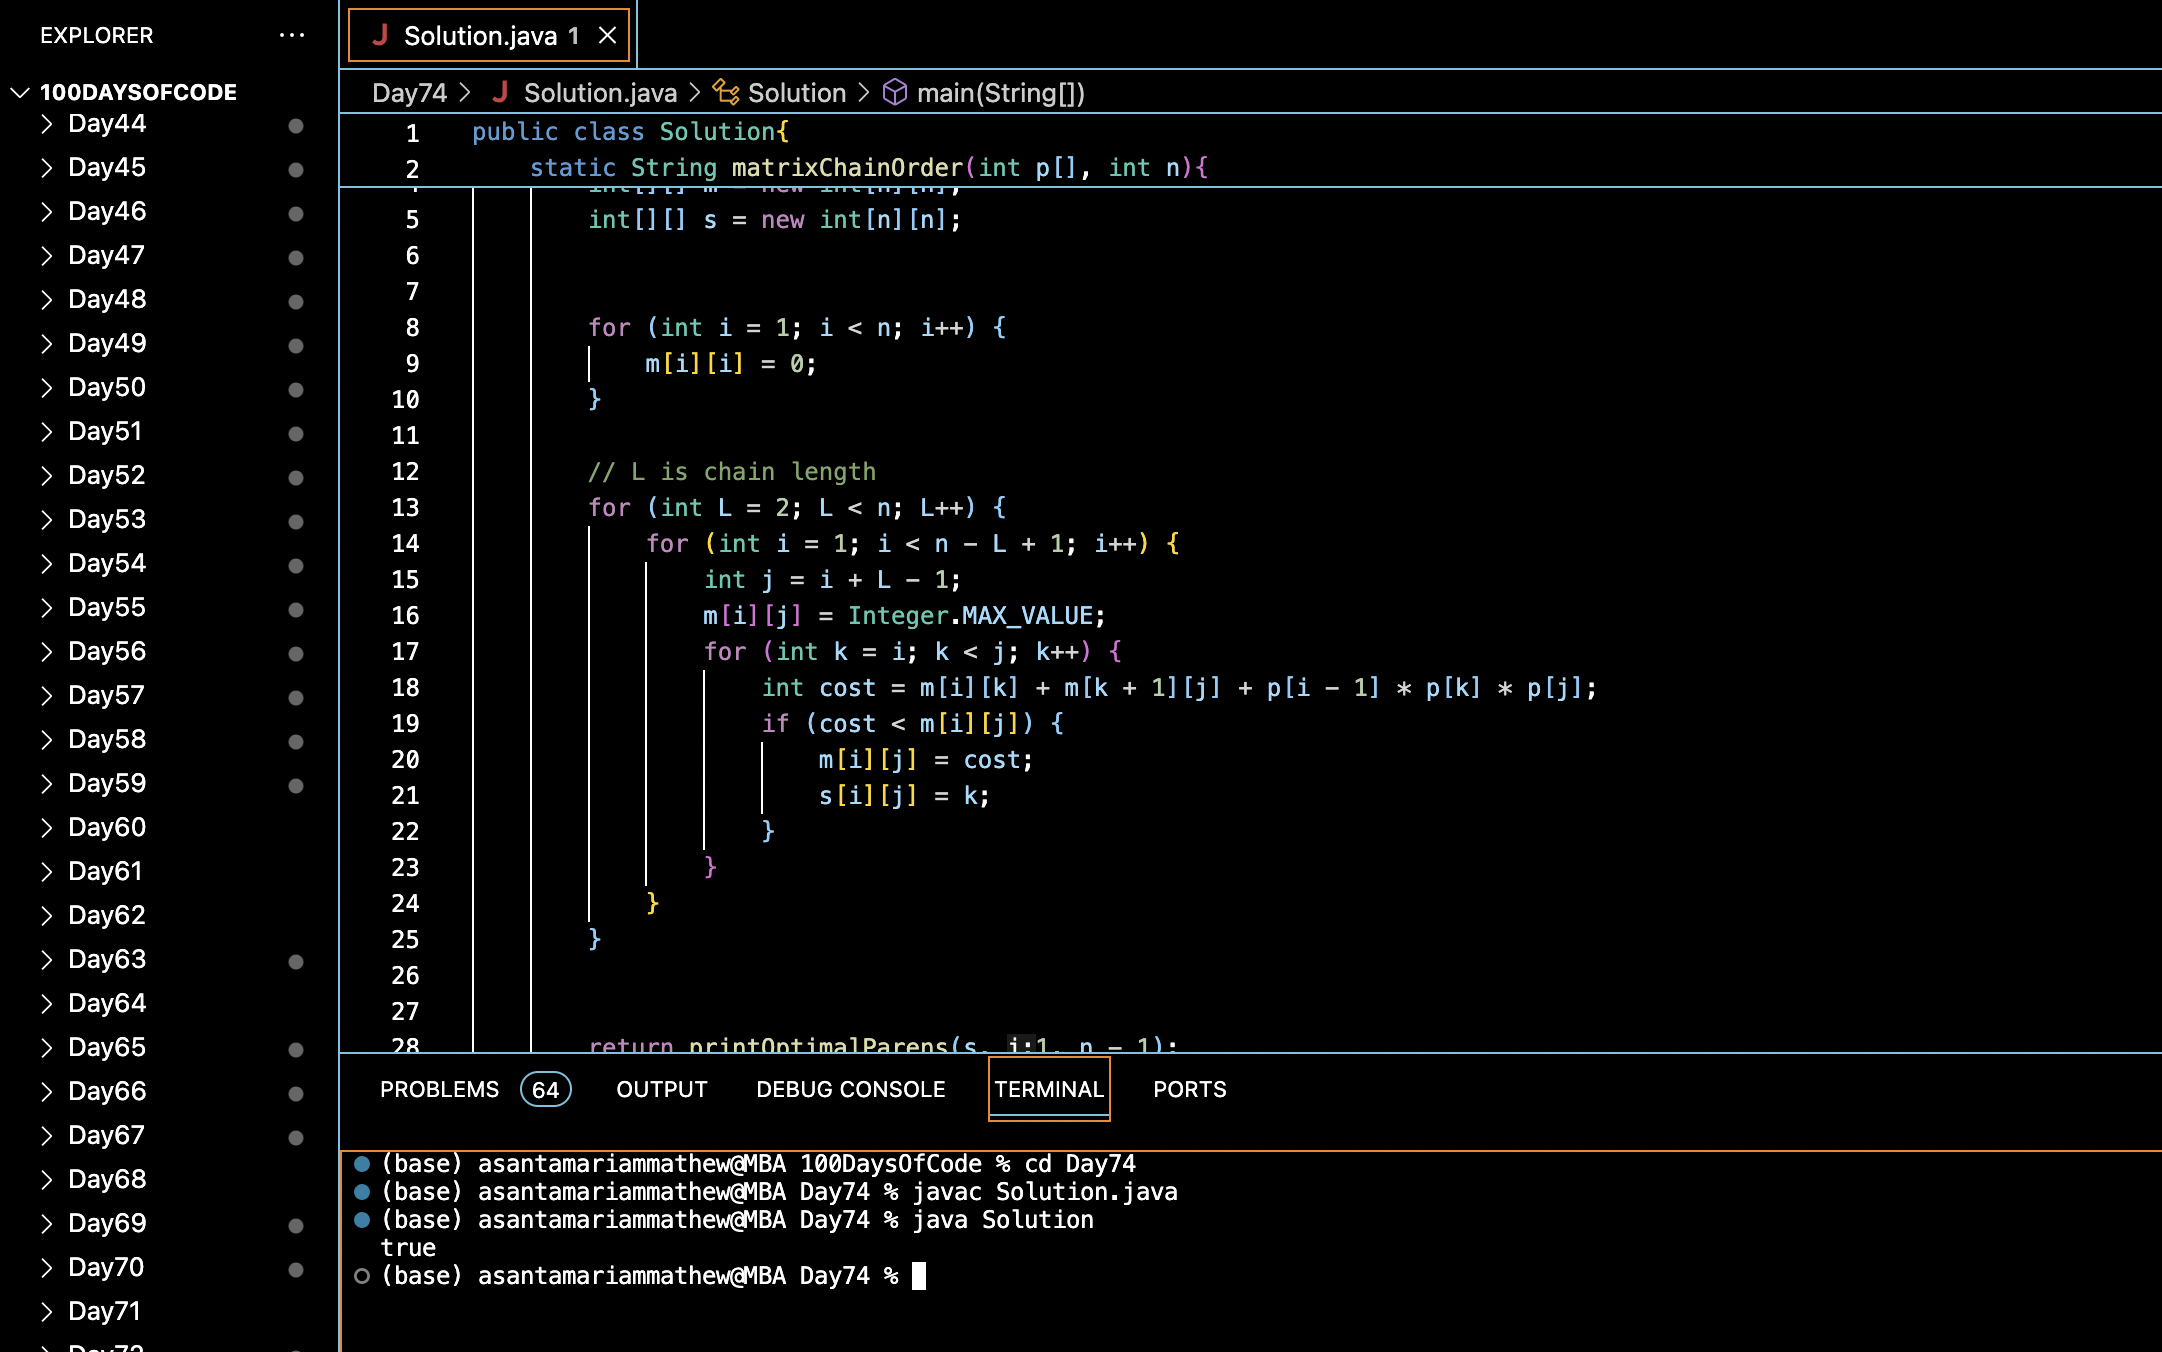 EXPLORER ...
100DAYSOFCODE
Day44
Day45
Day46
Day47
Day48
Day49
Day50
Day51
Day52
Day53
Day54
Day55
Day56
Day57
Day58
Day59
Day60
Day61
Day62
Day63
Day64
Day65
Day66
Day67
Day68
Day69
Day70
Day71
J Solution.java 1
Day74 > J Solution.java > Solution > main(String[])
1 public class Solution{
2 static String matrixChainOrder(int p[], int n){
int[][] m = new int[n][n];
5 int[][] s = new int[n][n];
6
7
8 for (int i = 1; i < n; i++) {
9 m[i][i] = 0;
10 }
11
12 // L is chain length
13 for (int L = 2; L < n; L++) {
14 for (int i = 1; i < n - L + 1; i++) {
15 int j = i + L - 1;
16 m[i][j] = Integer.MAX_VALUE;
17 for (int k = i; k < j; k++) {
18 int cost = m[i][k] + m[k + 1][j] + p[i - 1] * p[k] * p[j];
19 if (cost < m[i][j]) {
20 m[i][j] = cost;
21 s[i][j] = k;
22 }
23 }
24 }
25 }
26
27
28 return printOptimalParens(s, i:1, n - 1);
PROBLEMS 64 OUTPUT DEBUG CONSOLE TERMINAL PORTS
(base) asantamariammathew@MBA 100DaysOfCode % cd Day74
(base) asantamariammathew@MBA Day74 % javac Solution.java
(base) asantamariammathew@MBA Day74 % java Solution
true
(base) asantamariammathew@MBA Day74 %